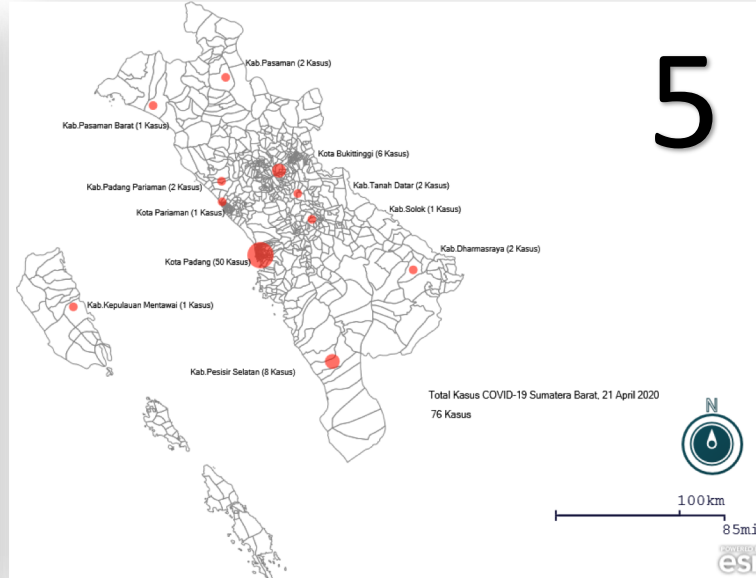 5
Kab.Pasaman (2 Kasus)
Kab.Pasaman Barat (1 Kasus)
Kota Bukittinggi (6 Kasus)
Kab.Padang Pariaman (2 Kasus)
Kab.Tanah Datar (2 Kasus)
Kota Pariaman (1 Kasus)
Kab.Solok (1 Kasus)
Kab.Dharmasraya (2 Kasus)
Kota Padang (50 Kasus)
Kab.Kepulauan Mentawai (1 Kasus)
Kab.Pesisir Selatan (8 Kasus)
Total Kasus COVID-19 Sumatera Barat, 21 April 2020
76 Kasus
N
100km
85mi